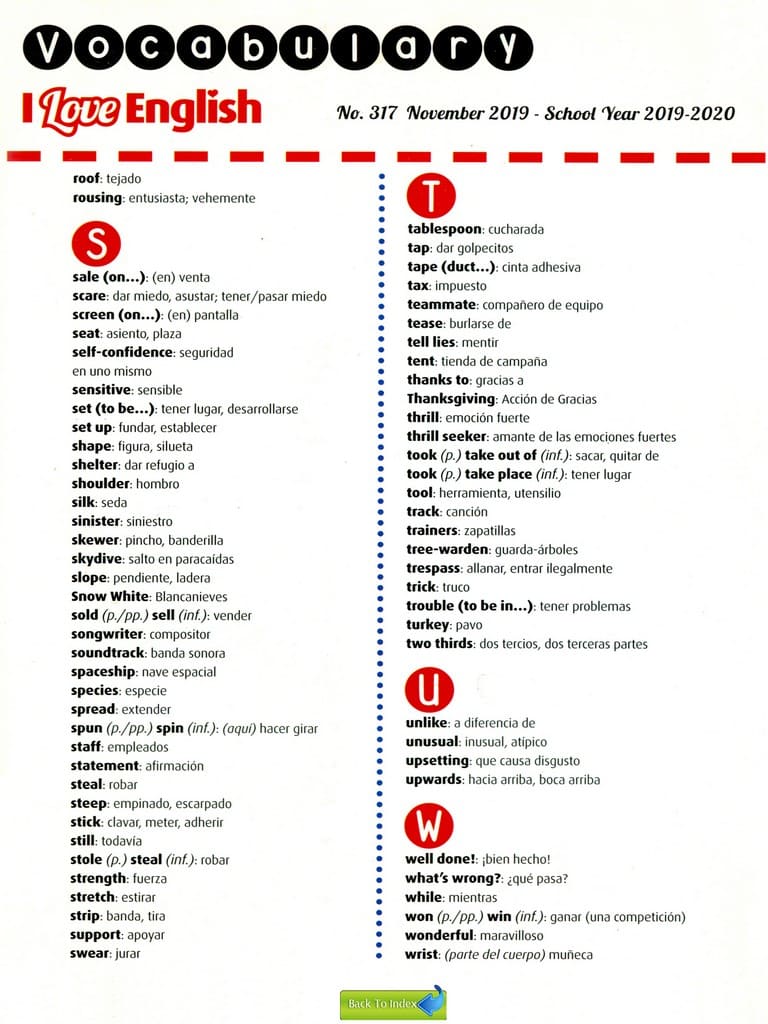 Vocabulary
I Love English
No. 317 November 2019 - School Year 2019-2020
roof: tejado
rousing: entusiasta; vehemente
S
sale (on...): (en) venta
scare: dar miedo, asustar; tener/pasar miedo
screen (on...): (en) pantalla
seat: asiento, plaza
self-confidence: seguridad
en uno mismo
sensitive: sensible
set (to be...): tener lugar, desarrollarse
set up: fundar, establecer
shape: figura, silueta
shelter: dar refugio a
shoulder: hombro
silk: seda
sinister: siniestro
skewer: pincho, banderilla
skydive: salto en paracaídas
slope: pendiente, ladera
Snow White: Blancanieves
sold (p./pp.) sell (inf.): vender
songwriter: compositor
soundtrack: banda sonora
spaceship: nave espacial
species: especie
spread: extender
spun (p./pp.) spin (inf.): (aquí) hacer girar
staff: empleados
statement: afirmación
steal: robar
steep: empinado, escarpado
stick: clavar, meter, adherir
still: todavía
stole (p.) steal (inf.): robar
strength: fuerza
stretch: estirar
strip: banda, tira
support: apoyar
swear: jurar
T
tablespoon: cucharada
tap: dar golpecitos
tape (duct...): cinta adhesiva
tax: impuesto
teammate: compañero de equipo
tease: burlarse de
tell lies: mentir
tent: tienda de campaña
thanks to: gracias a
Thanksgiving: Acción de Gracias
thrill: emoción fuerte
thrill seeker: amante de las emociones fuertes
took (p.) take out of (inf.): sacar, quitar de
took (p.) take place (inf.): tener lugar
tool: herramienta, utensilio
track: canción
trainers: zapatillas
tree-warden: guarda-árboles
trespass: allanar, entrar ilegalmente
trick: truco
trouble (to be in...): tener problemas
turkey: pavo
two thirds: dos tercios, dos terceras partes
U
unlike: a diferencia de
unusual: inusual, atípico
upsetting: que causa disgusto
upwards: hacia arriba, boca arriba
W
well done!: ¡bien hecho!
what's wrong?: ¿qué pasa?
while: mientras
won (p./pp.) win (inf.): ganar (una competición)
wonderful: maravilloso
wrist: (parte del cuerpo) muñeca
Back To Index